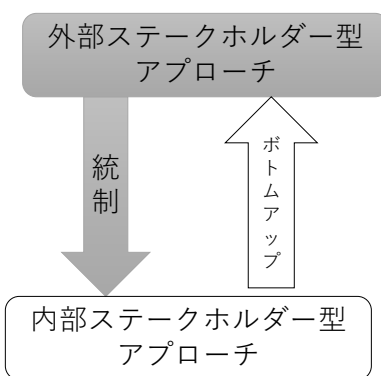 外部ステークホルダー型
アプローチ
統制
ボトムアップ
内部ステークホルダー型
アプローチ